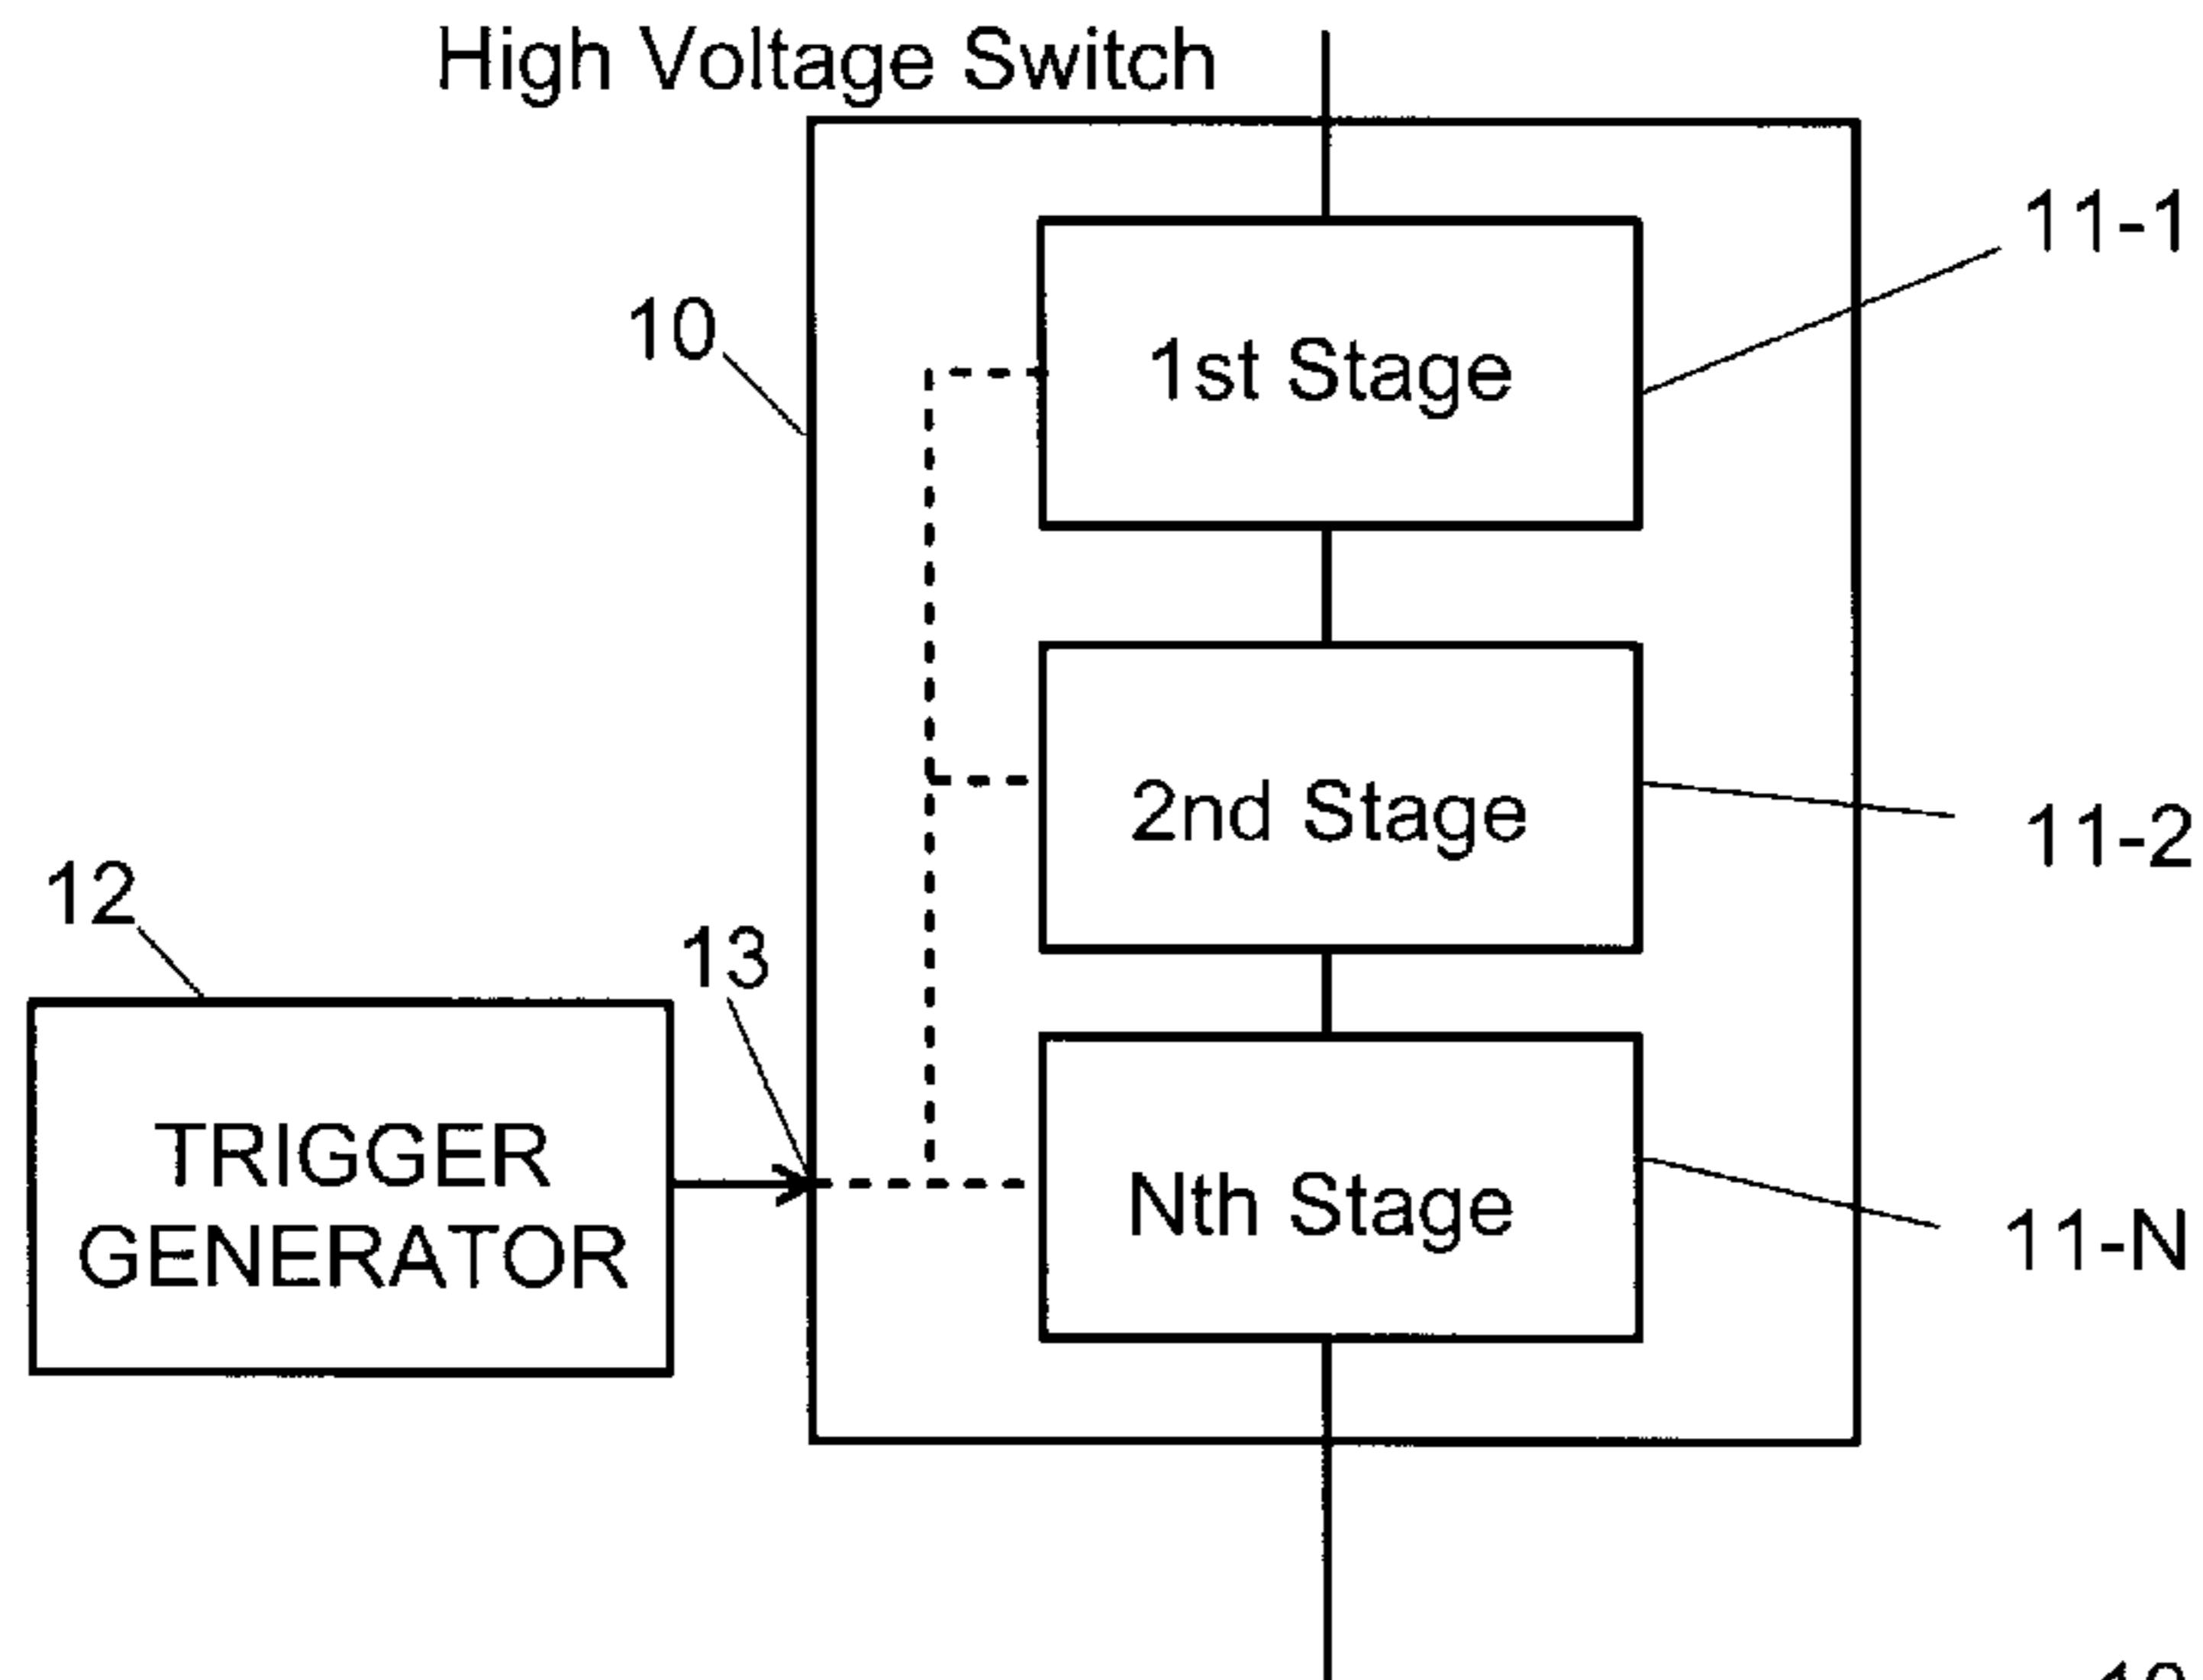 High Voltage Switch
11-1
10
1st Stage
2nd Stage
11-2
12
13
TRIGGER
GENERATOR
Nth Stage
11-N